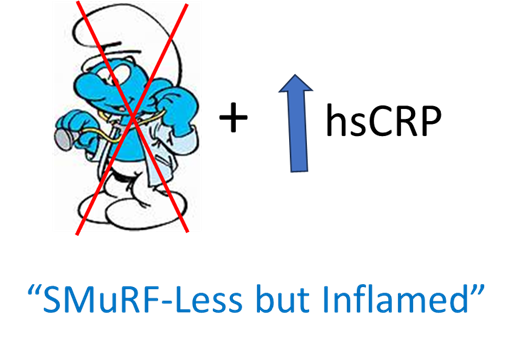 + hsCRP
“SMuRF-Less but Inflamed”